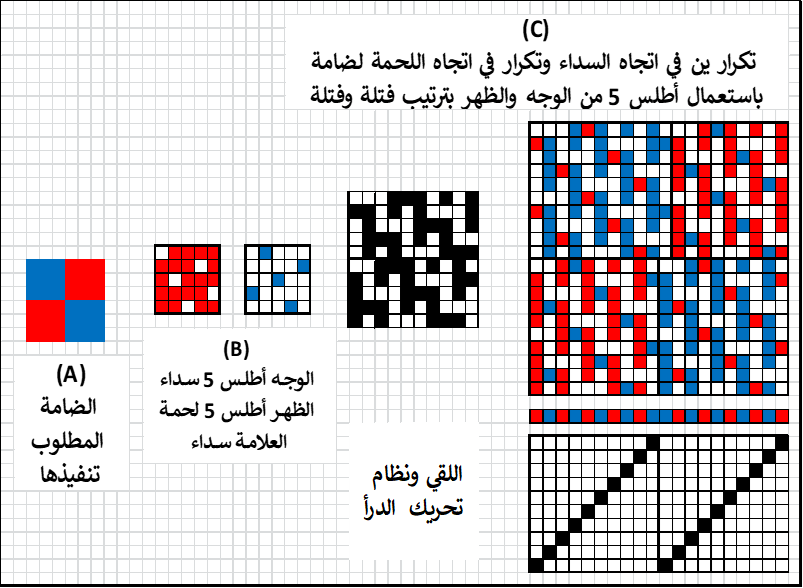 (C)
تكرار ين في اتجاه السداء وتكرار في اتجاه اللحمة لضامة
باستعمال أطلس 5 من الوجه والظهر بترتيب فتلة وفتلة
(A)
الضامة
المطلوب
تنفيذها
(B)
الوجه أطلس 5 سداء
الظهر أطلس 5 لحمة
العلامة سداء
اللقي ونظام
تحريك الدرأ